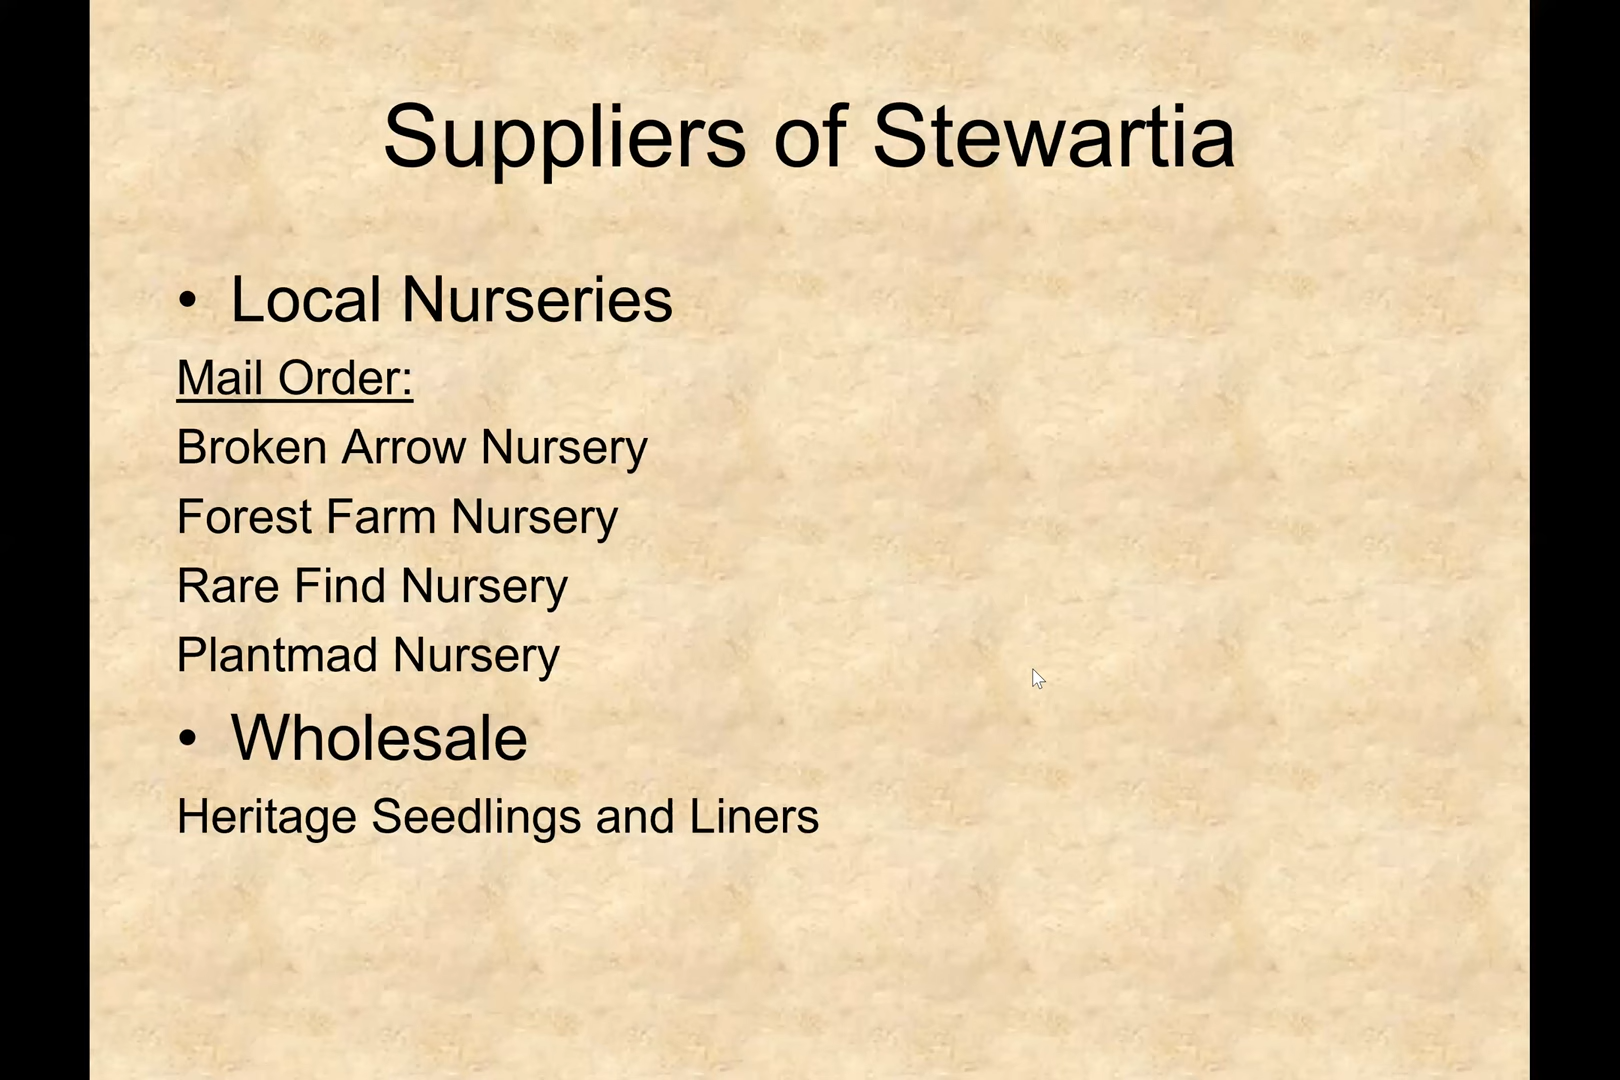 Suppliers of Stewartia
• Local Nurseries
Mail Order:
Broken Arrow Nursery
Forest Farm Nursery
Rare Find Nursery
Plantmad Nursery
• Wholesale
Heritage Seedlings and Liners